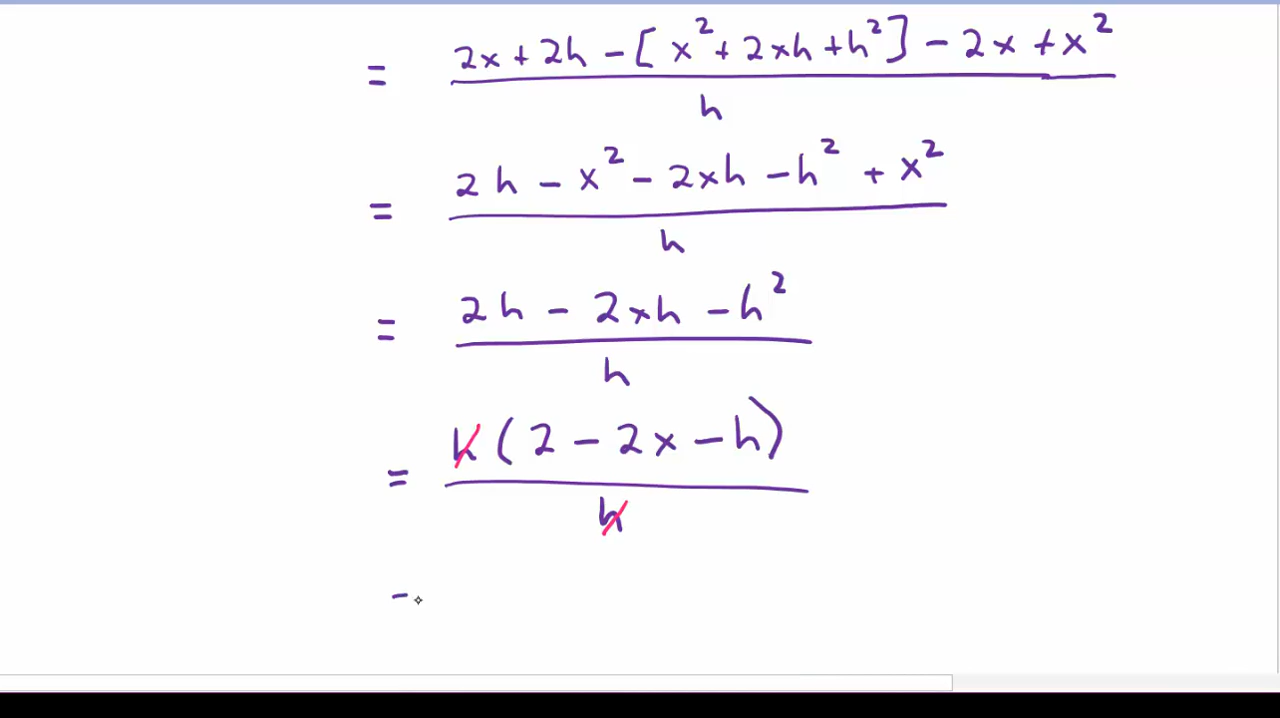 = 2x + 2h - [x² + 2xh + h²] - 2x + x²
h
= 2h - x² - 2xh - h² + x²
h
= 2h - 2xh - h²
h
= h(2 - 2x - h)
h
-